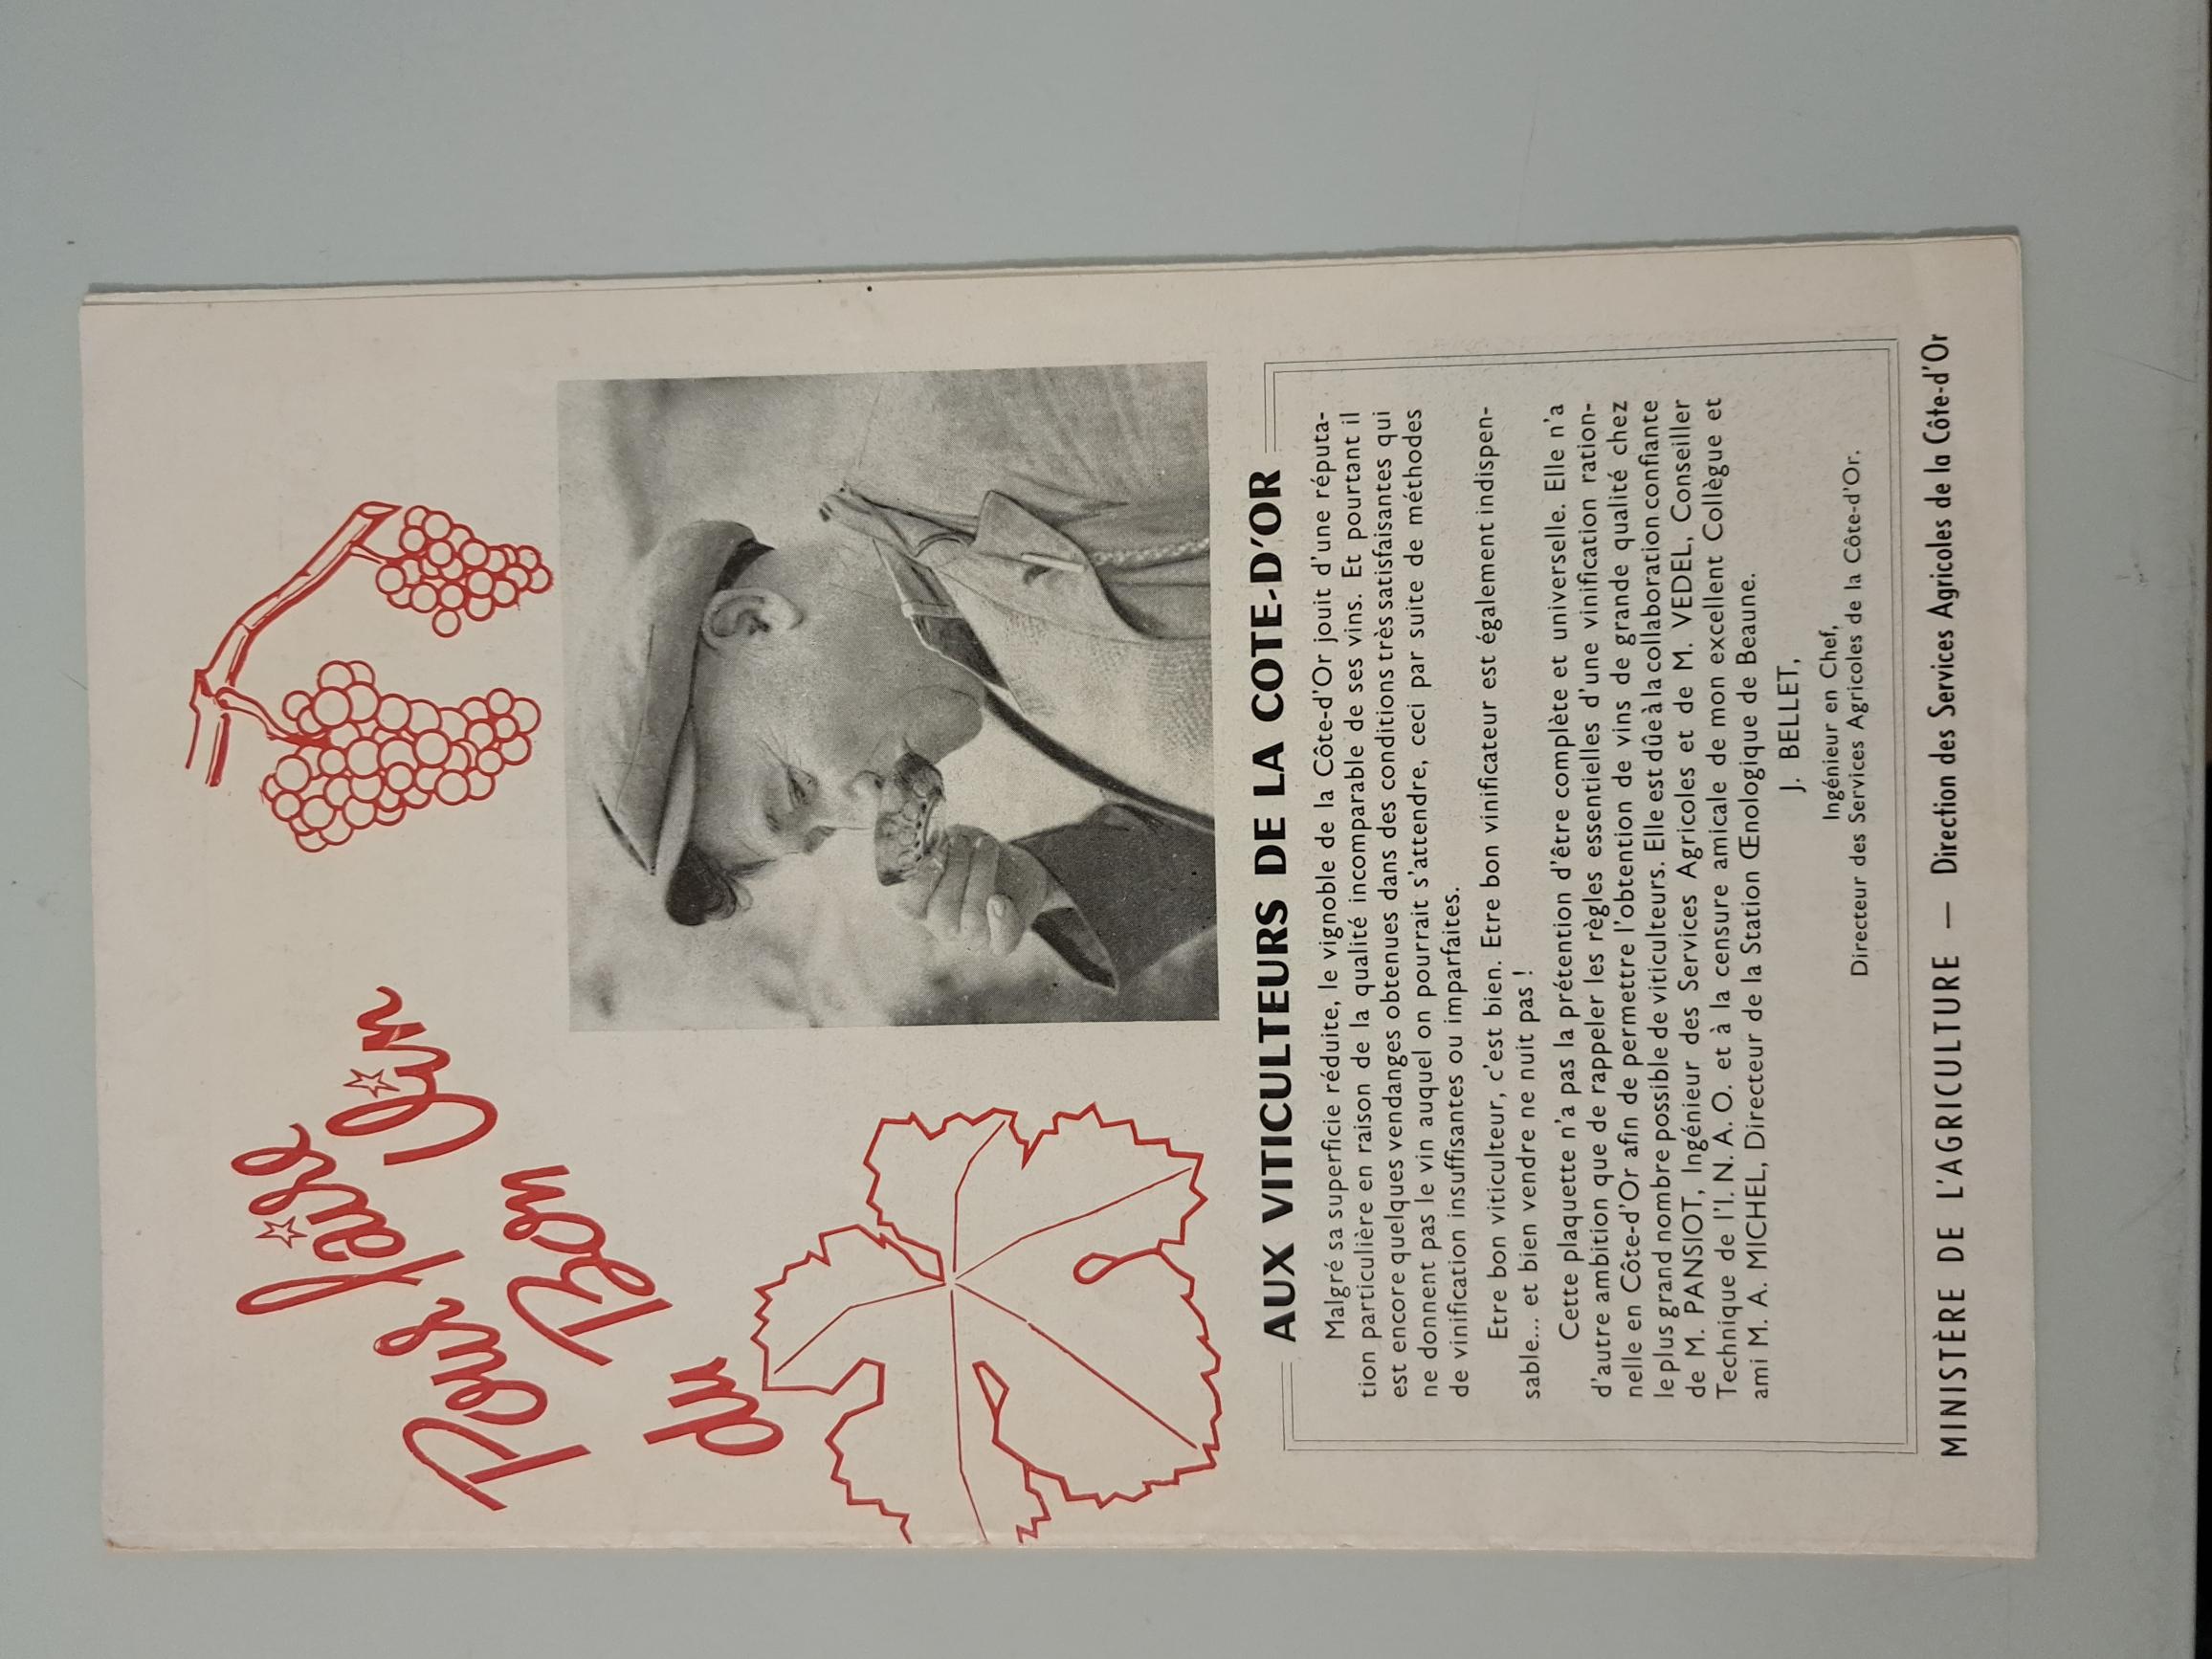 Pour faire
du Bon Vin
AUX VITICULTEURS DE LA COTE-D'OR
Malgré sa superficie réduite, le vignoble de la Côte-d'Or jouit d'une réputa-
tion particulière en raison de la qualité incomparable de ses vins. Et pourtant il
est encore quelques vendanges obtenues dans des conditions très satisfaisantes qui
ne donnent pas le vin auquel on pourrait s'attendre, ceci par suite de méthodes
de vinification insuffisantes ou imparfaites.
Etre bon viticulteur, c'est bien. Etre bon vinificateur est également indispen-
sable... et bien vendre ne nuit pas !
Cette plaquette n'a pas la prétention d'être complète et universelle. Elle n'a
d'autre ambition que de rappeler les règles essentielles d'une vinification ration-
nelle en Côte-d'Or afin de permettre l'obtention de vins de grande qualité chez
le plus grand nombre possible de viticulteurs. Elle est dûe à la collaboration confiante
de M. PANSIOT, Ingénieur des Services Agricoles et de M. VEDEL, Conseiller
Technique de l'I. N. A. O. et à la censure amicale de mon excellent Collègue et
ami M. A. MICHEL, Directeur de la Station Œnologique de Beaune.
J. BELLET,
Ingénieur en Chef,
Directeur des Services Agricoles de la Côte-d'Or.
MINISTÈRE DE L'AGRICULTURE — Direction des Services Agricoles de la Côte-d'Or